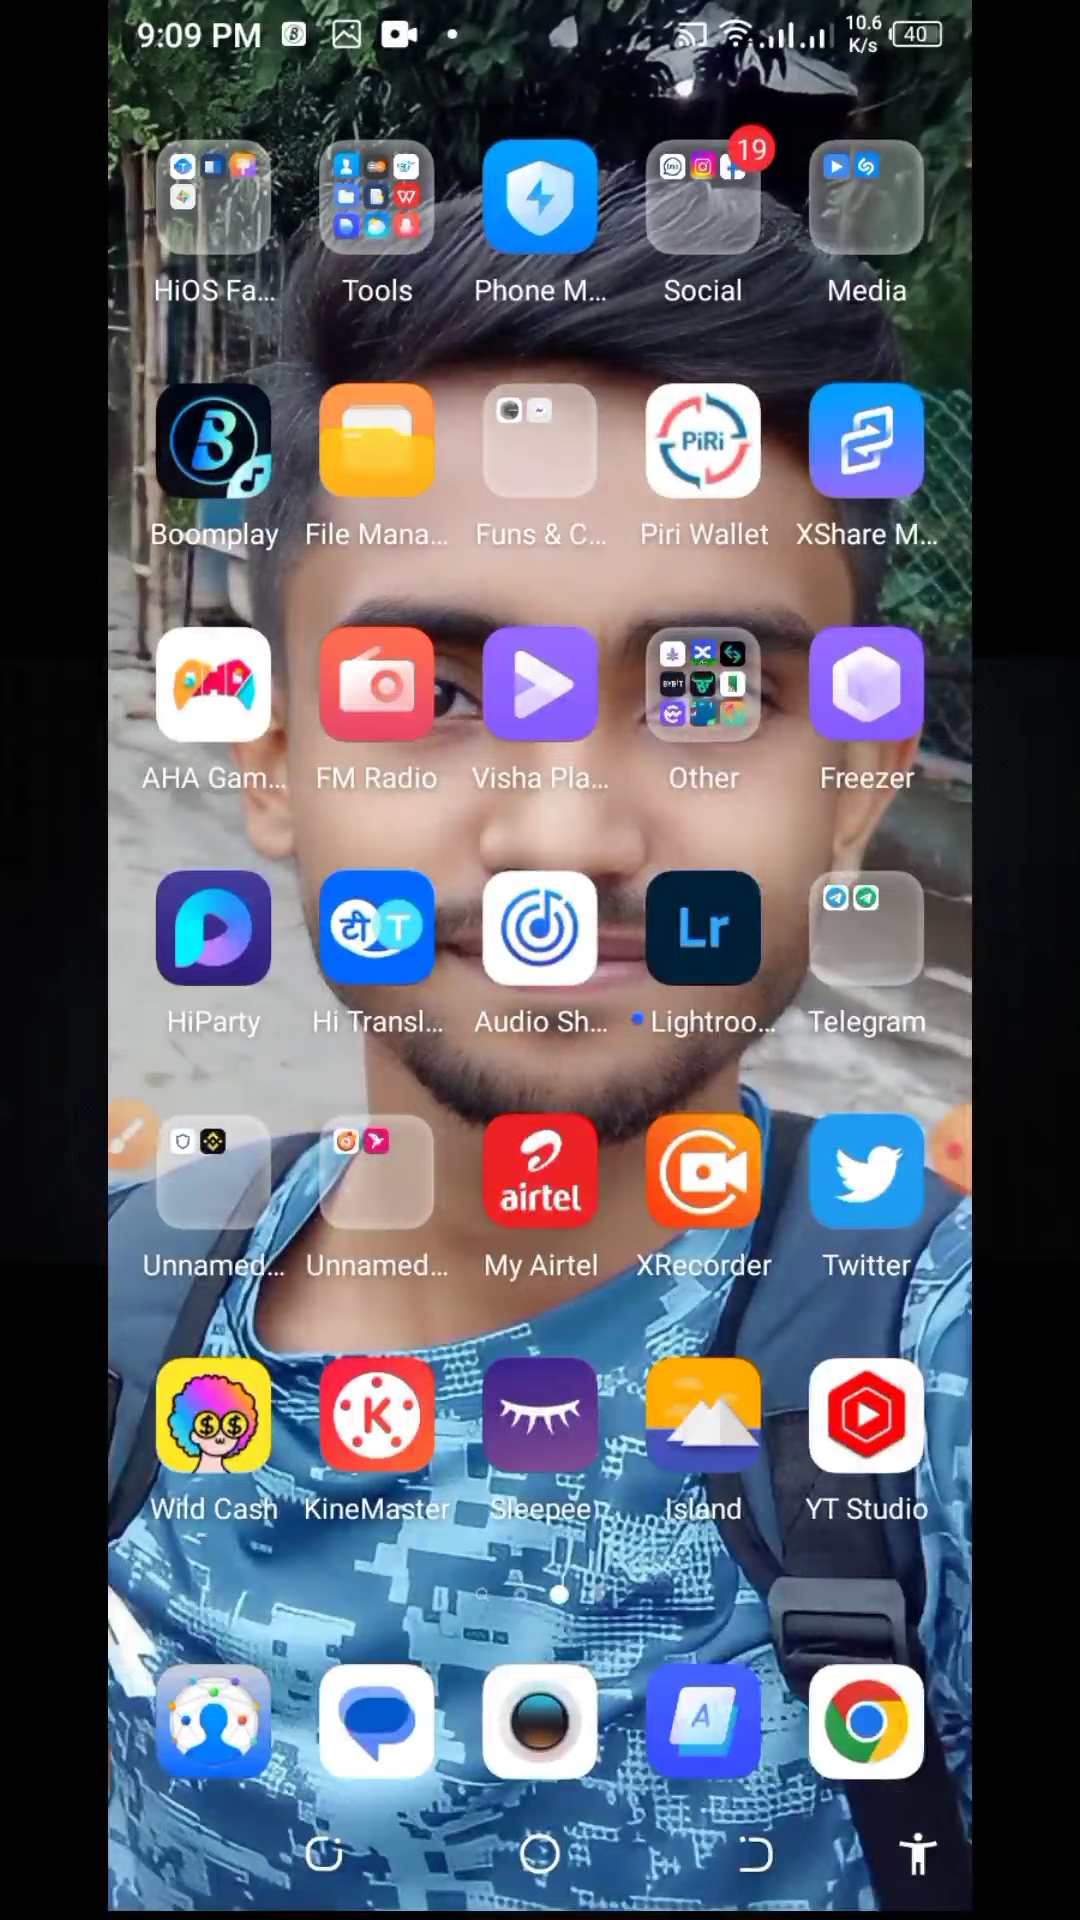 9:09 PM 10.6 K/s 40
19
HiOS Fa... Tools Phone M... Social Media
PiRi
Boomplay File Mana... Funs & C... Piri Wallet XShare M...
AHA
BYBIT
AHA Gam... FM Radio Visha Pla... Other Freezer
टी T Lr
HiParty Hi Transl... Audio Sh... Lightroo... Telegram
airtel
Unnamed... Unnamed... My Airtel XRecorder Twitter
$ $ K
Wild Cash KineMaster Sleepee Island YT Studio
A